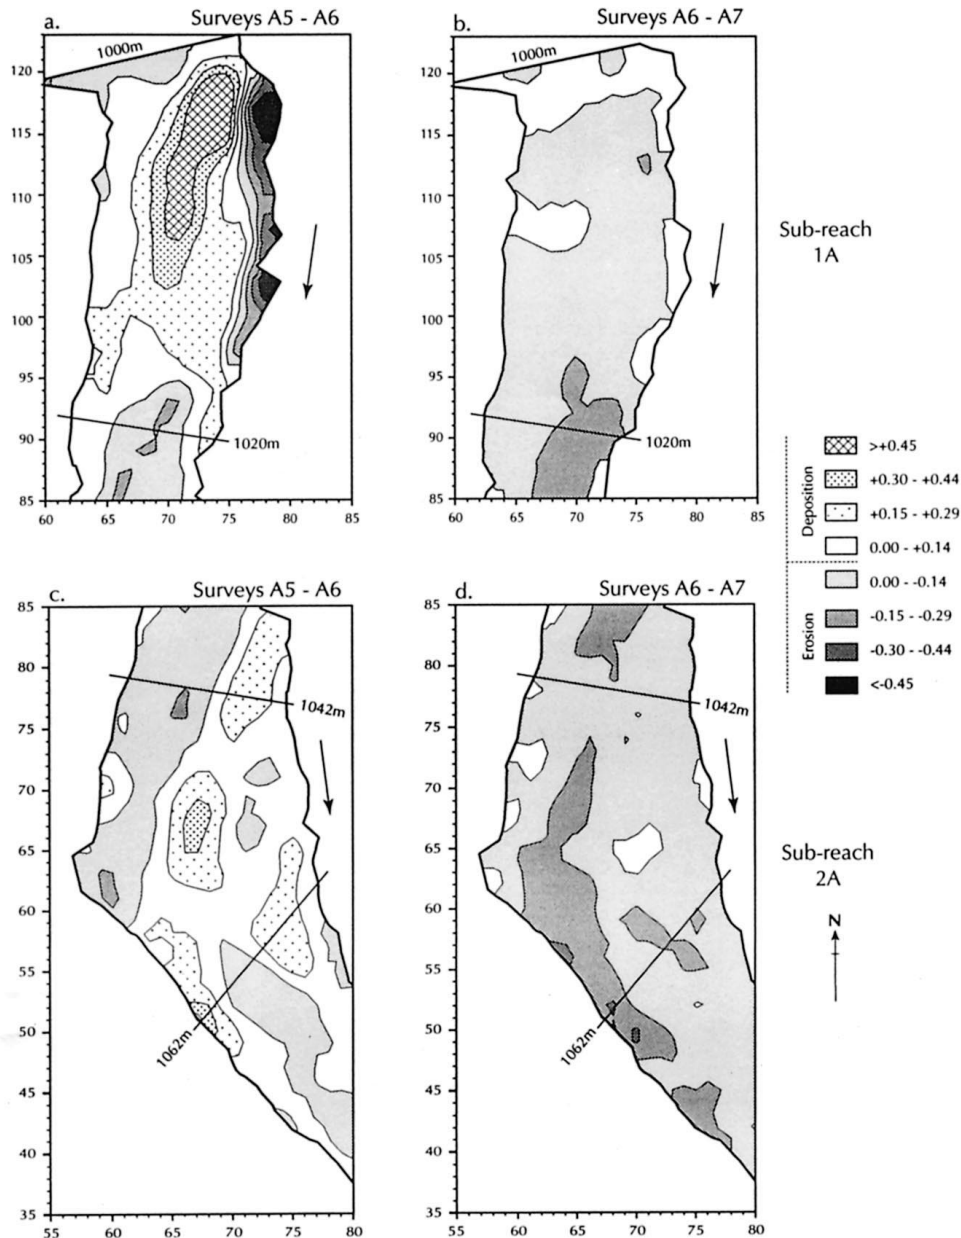 a. Surveys A5 - A6
b. Surveys A6 - A7
1000m
1000m
120
115
110
105
100
95
90
85
60 65 70 75 80 85
1020m
120
115
110
105
100
95
90
85
60 65 70 75 80 85
1020m
Sub-reach
1A
Deposition
Erosion
>+0.45
+0.30 - +0.44
+0.15 - +0.29
0.00 - +0.14
0.00 - -0.14
-0.15 - -0.29
-0.30 - -0.44
<-0.45
c. Surveys A5 - A6
d. Surveys A6 - A7
85
80
75
70
65
60
55
50
45
40
35
55 60 65 70 75 80
1042m
1062m
85
80
75
70
65
60
55
50
45
40
35
55 60 65 70 75 80
1042m
1062m
Sub-reach
2A
N